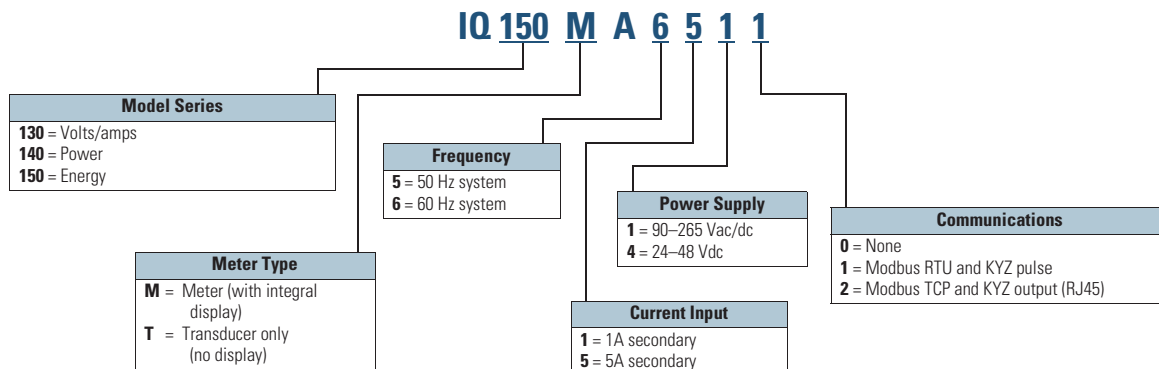 IQ 150 M A 6 5 1 1
Model Series
130 = Volts/amps
140 = Power
150 = Energy
Meter Type
M = Meter (with integral
display)
T = Transducer only
(no display)
Frequency
5 = 50 Hz system
6 = 60 Hz system
Current Input
1 = 1A secondary
5 = 5A secondary
Power Supply
1 = 90–265 Vac/dc
4 = 24–48 Vdc
Communications
0 = None
1 = Modbus RTU and KYZ pulse
2 = Modbus TCP and KYZ output (RJ45)